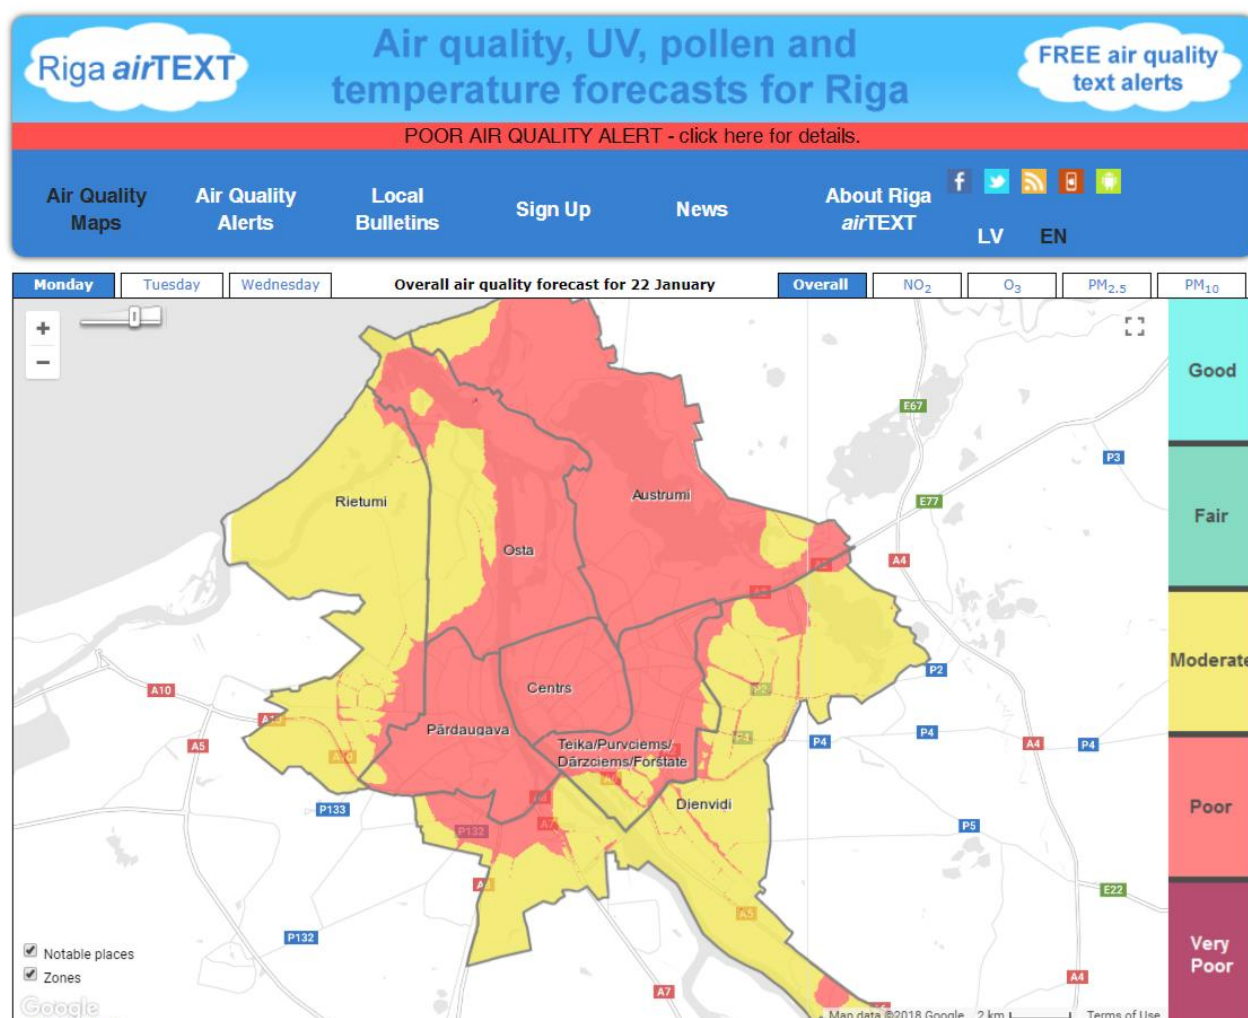 Riga airTEXT
Air quality, UV, pollen and
temperature forecasts for Riga
FREE air quality
text alerts
POOR AIR QUALITY ALERT - click here for details.
Air Quality
Maps
Air Quality
Alerts
Local
Bulletins
Sign Up
News
About Riga
airTEXT
LV
EN
Monday
Tuesday
Wednesday
Overall air quality forecast for 22 January
Overall
NO2
O3
PM2.5
PM10
+
−
Good
E67
P3
Rietumi
Austrumi
E77
Fair
Osta
A4
Moderate
P2
Centrs
A10
Pārdaugava
A5
P4
P4
A4
P4
Teika/Purvciems/
Dārzciems/Forštate
Dienvidi
P133
Poor
P132
A7
P5
E22
A5
P132
Very
Poor
Notable places
Zones
A4
A7
Google
Map data ©2018 Google
2 km
Terms of Use